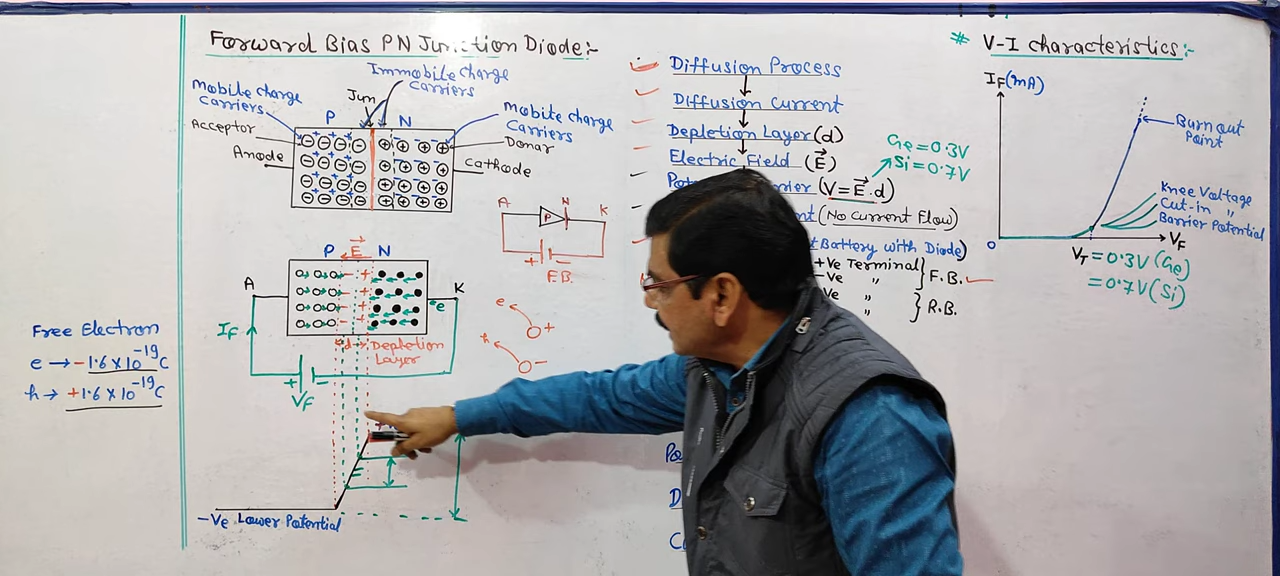 Forward Bias PN Junction Diode:-
Immobile charge
carriers
Mobile charge
carriers
Jun
P
N
Mobile charge
carriers
Acceptor
Donar
Anode
Cathode
A
N
K
P
+ -
F.B.
P
E
N
A
K
e
IF
d
Depletion
Layer
+
VF
e
+
h
-
Free Electron
e → -1.6 x 10^-19 C
h → +1.6 x 10^-19 C
-Ve Lower Potential
Diffusion Process
↓
Diffusion Current
↓
Depletion Layer (d)
↓
Electric Field (E)
(V = E.d)
Ge = 0.3V
Si = 0.7V
(No Current Flow)
Battery with Diode)
+Ve Terminal
-Ve "
} F.B.
Ve "
"
} R.B.
* V-I characteristics:-
IF (mA)
Burn out
Point
Knee Voltage
Cut-in "
Barrier Potential
0
VF
VT = 0.3V (Ge)
= 0.7V (Si)